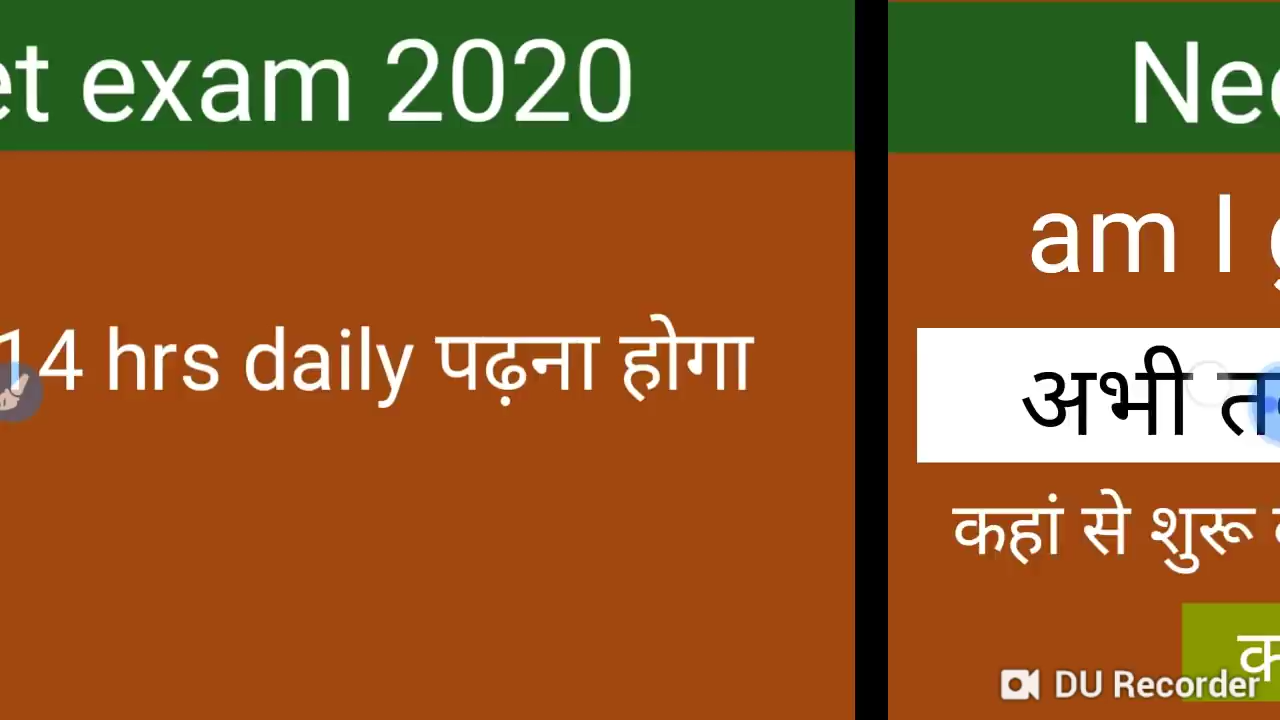 et exam 2020
14 hrs daily पढ़ना होगा
Nee
am I
अभी
कहां से शुरू
DU Recorder